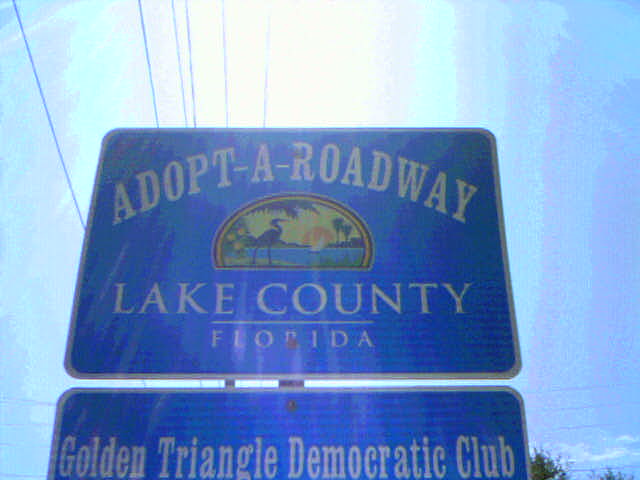 ADOPT-A-ROADWAY
LAKE COUNTY
FLORIDA
Golden Triangle Democratic Club